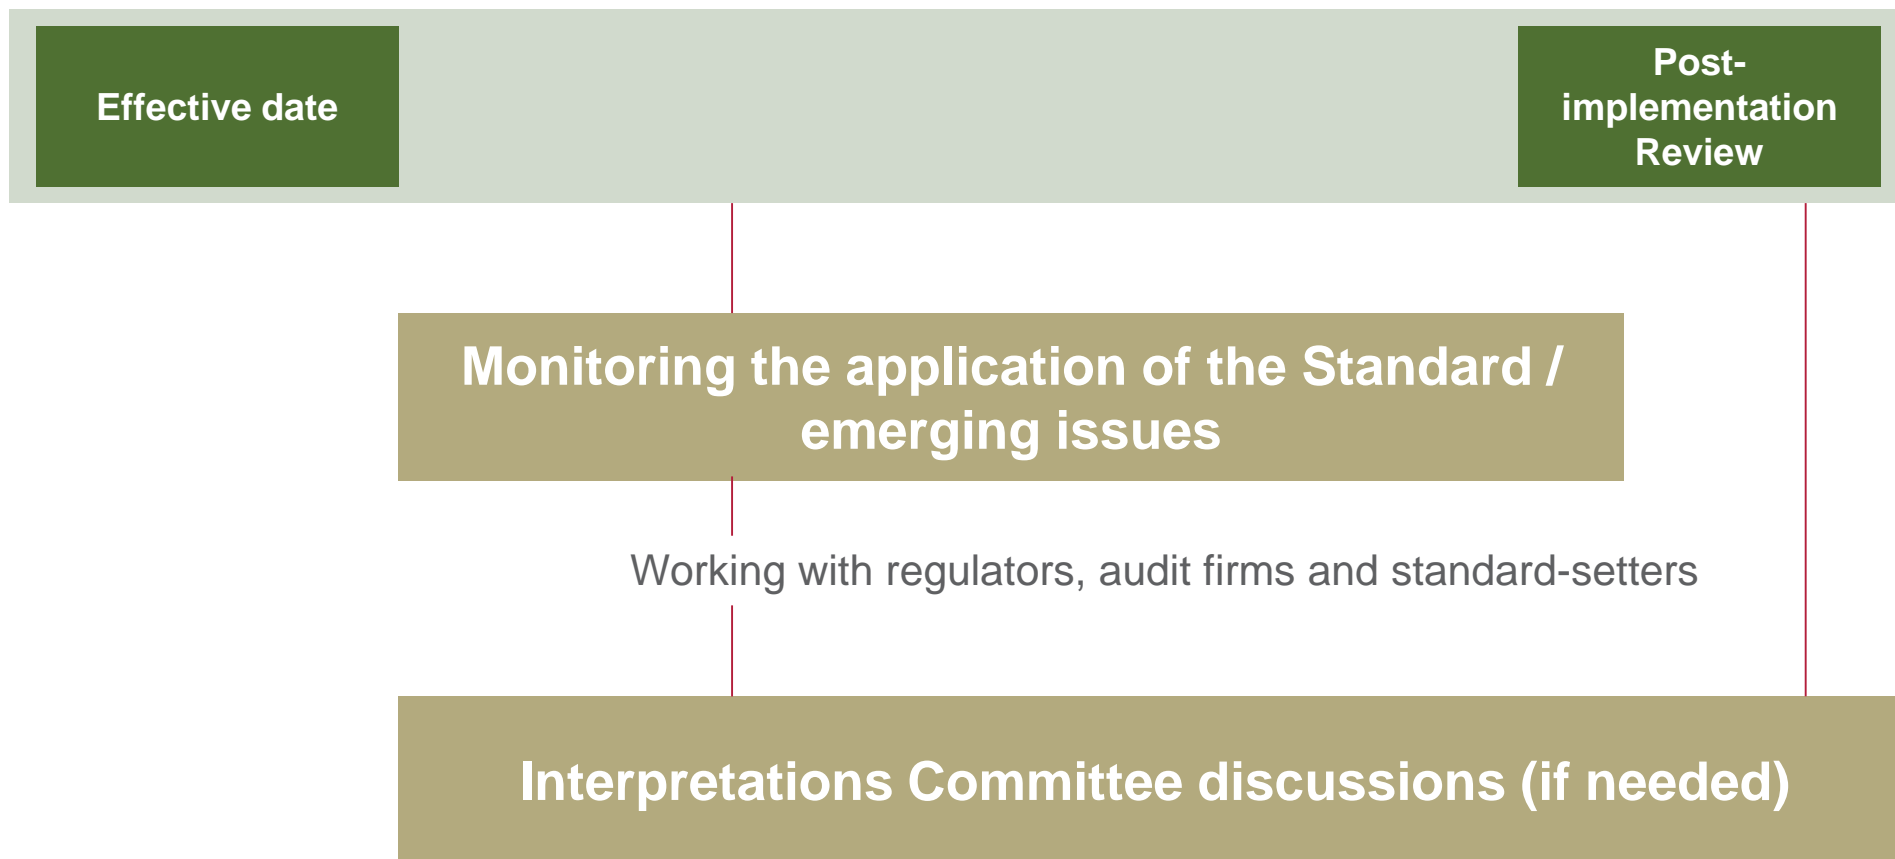 Effective date
Post-
implementation
Review
Monitoring the application of the Standard /
emerging issues
Working with regulators, audit firms and standard-setters
Interpretations Committee discussions (if needed)